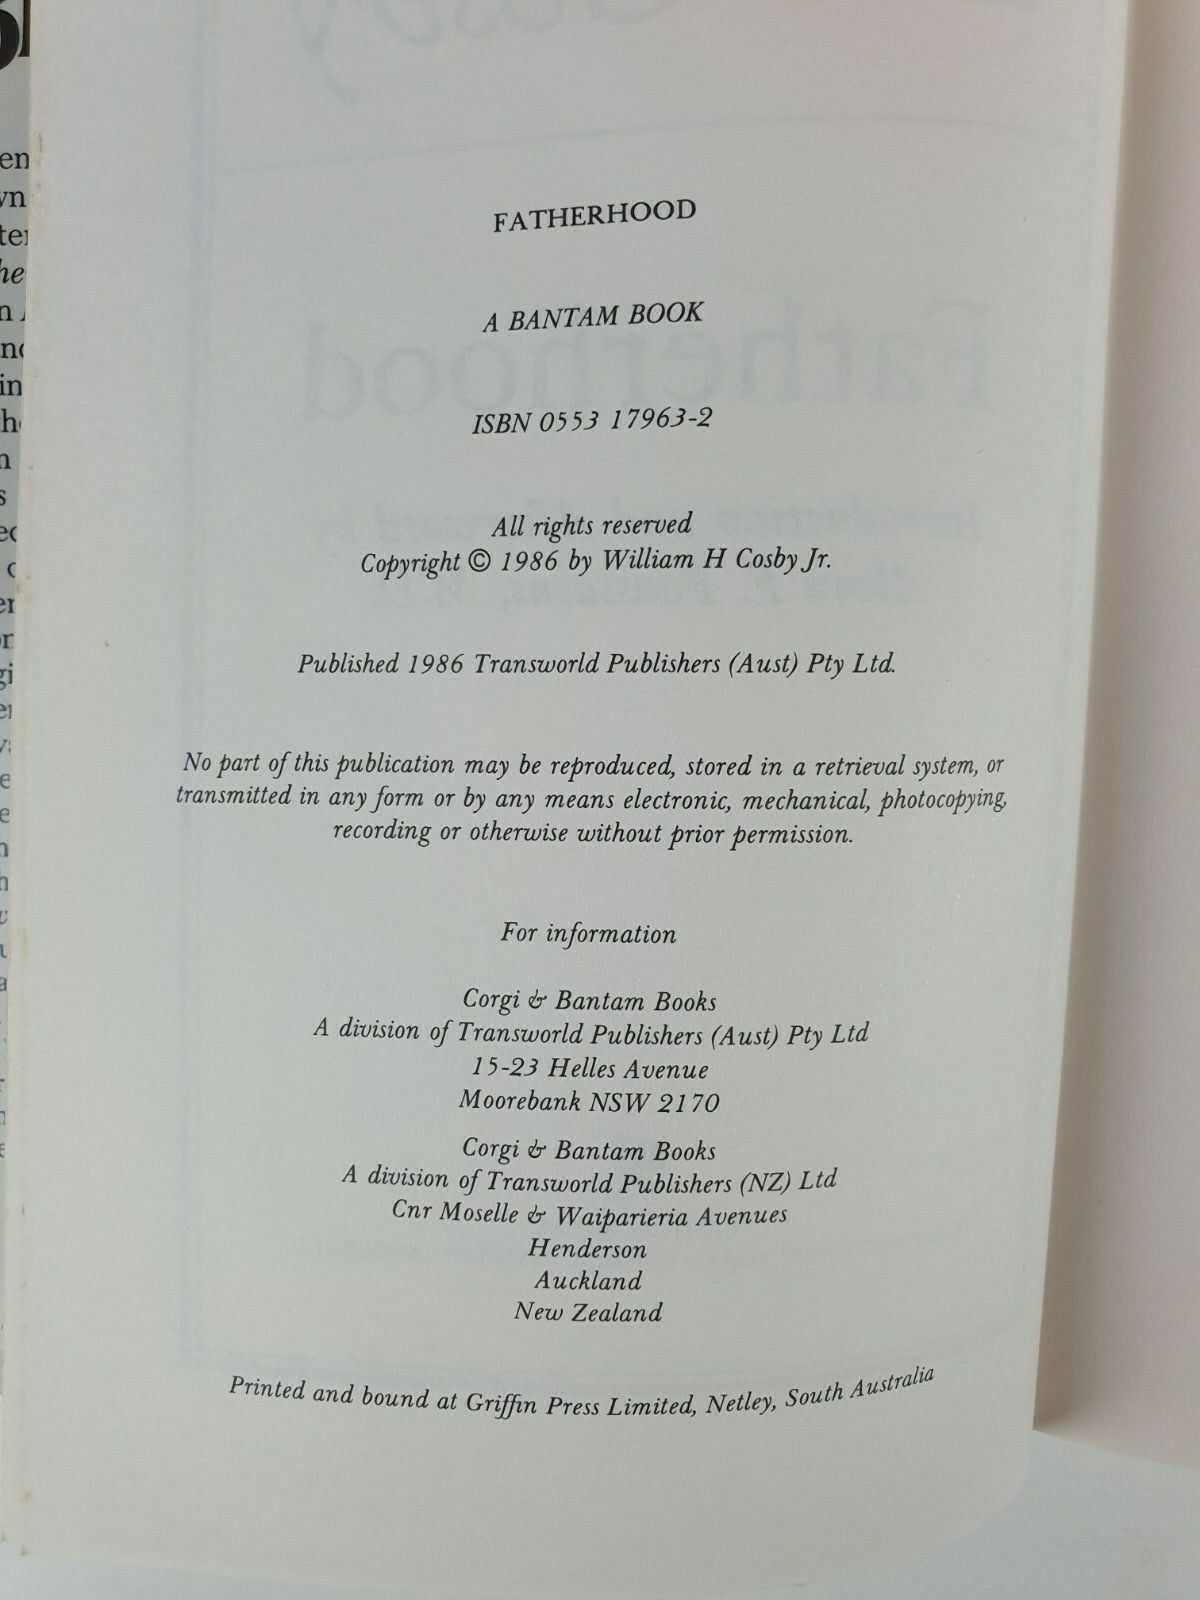 FATHERHOOD
A BANTAM BOOK
ISBN 0553 17963-2
All rights reserved
Copyright © 1986 by William H Cosby Jr.
Published 1986 Transworld Publishers (Aust) Pty Ltd.
No part of this publication may be reproduced, stored in a retrieval system, or
transmitted in any form or by any means electronic, mechanical, photocopying,
recording or otherwise without prior permission.
For information
Corgi & Bantam Books
A division of Transworld Publishers (Aust) Pty Ltd
15-23 Helles Avenue
Moorebank NSW 2170
Corgi & Bantam Books
A division of Transworld Publishers (NZ) Ltd
Cnr Moselle & Waiparieria Avenues
Henderson
Auckland
New Zealand
Printed and bound at Griffin Press Limited, Netley, South Australia